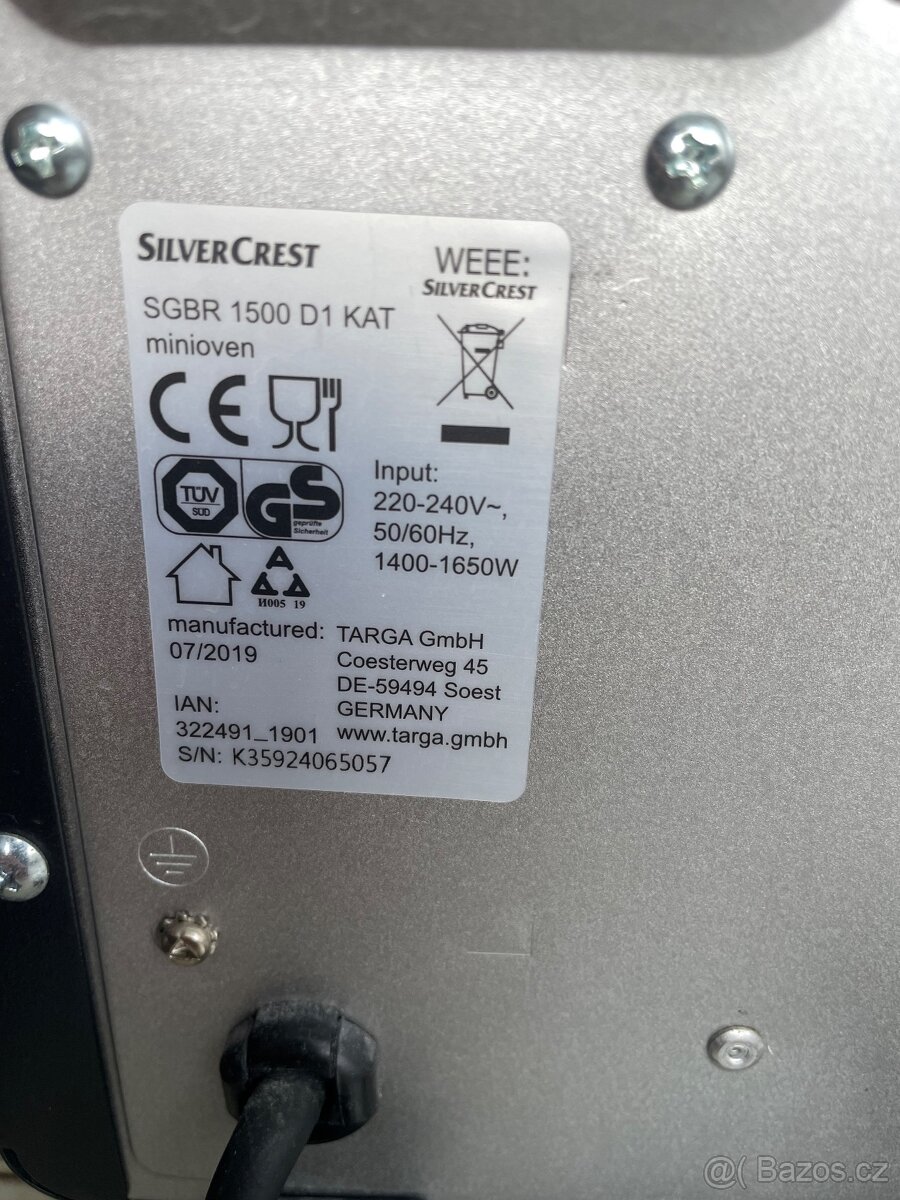 SILVERCREST
WEEE:
SILVERCREST
SGBR 1500 D1 KAT
minioven
CE
TÜV
SÜD
GS
geprüfte
Sicherheit
Input:
220-240V~,
50/60Hz,
1400-1650W
И005 19
manufactured:
07/2019
TARGA GmbH
Coesterweg 45
DE-59494 Soest
GERMANY
www.targa.gmbh
IAN:
322491_1901
S/N: K35924065057
@( Bazos.cz